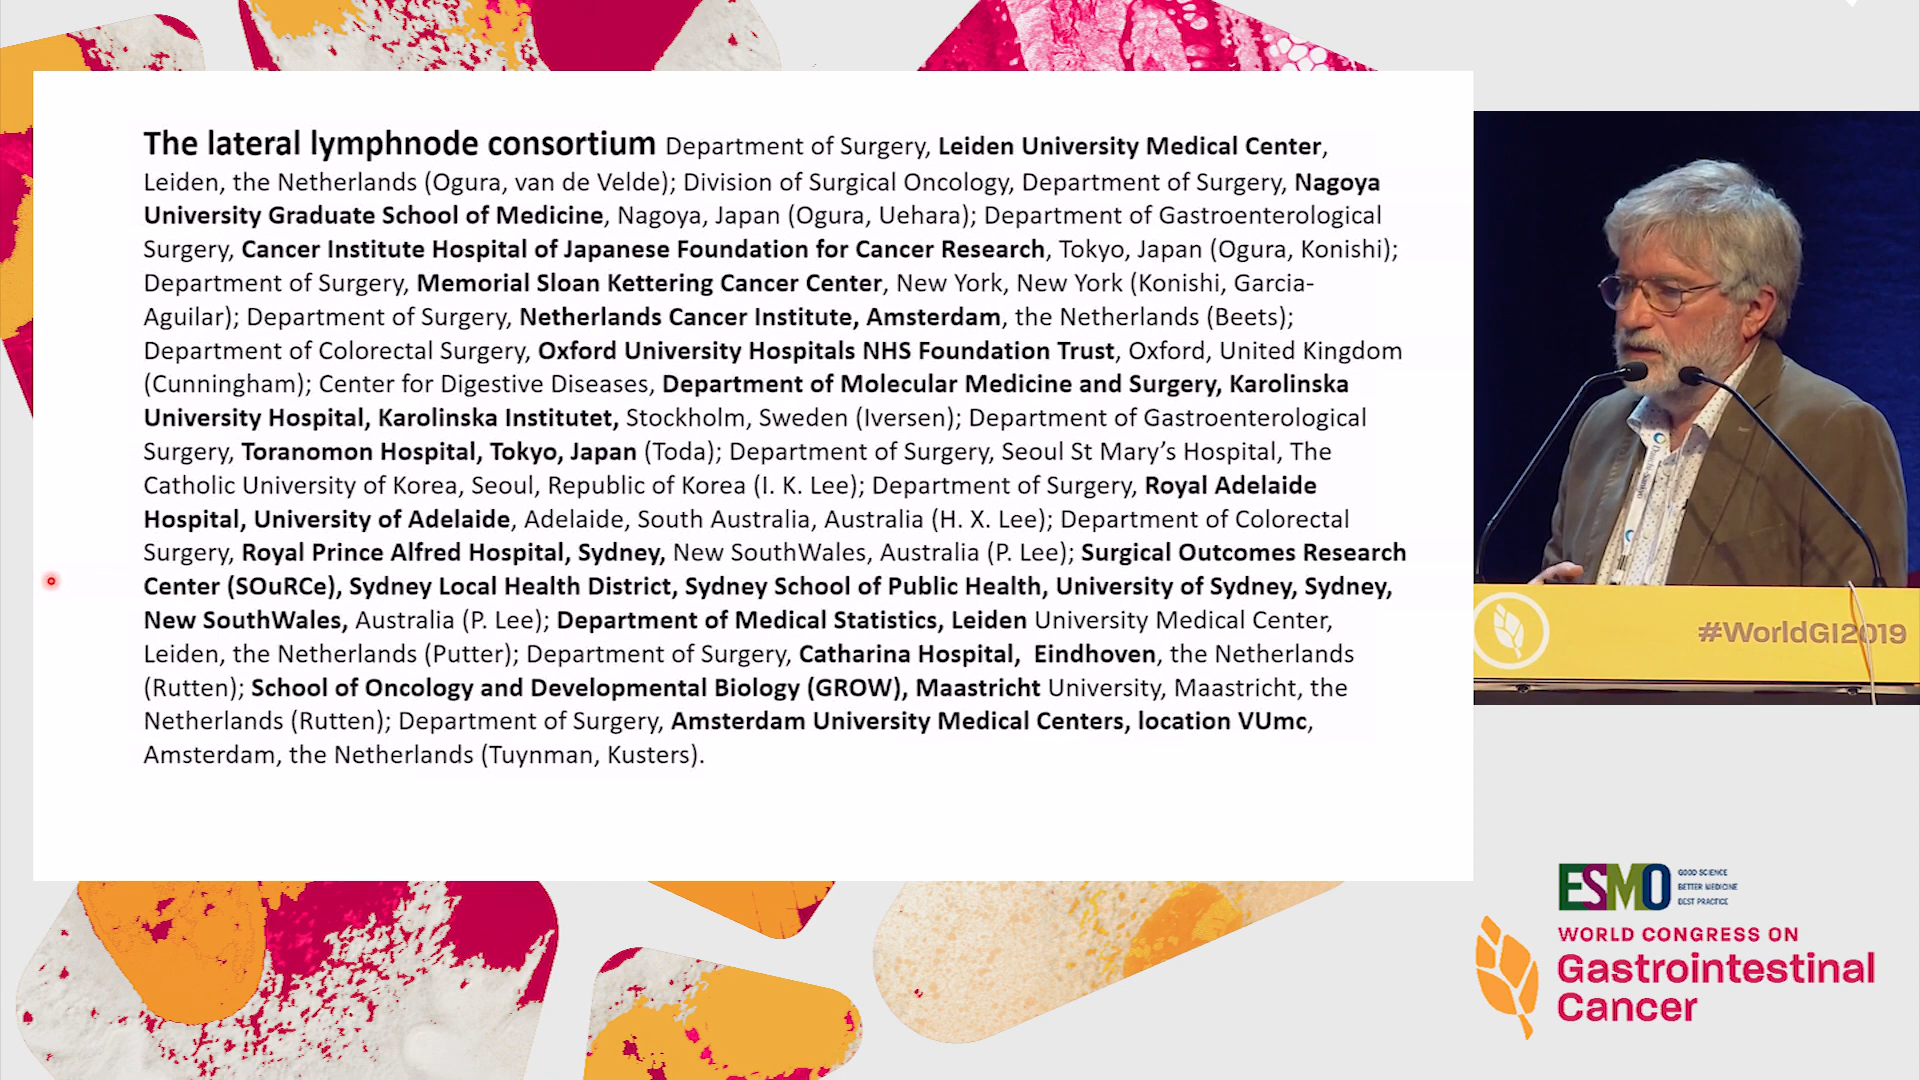 The lateral lymphnode consortium Department of Surgery, Leiden University Medical Center,
Leiden, the Netherlands (Ogura, van de Velde); Division of Surgical Oncology, Department of Surgery, Nagoya
University Graduate School of Medicine, Nagoya, Japan (Ogura, Uehara); Department of Gastroenterological
Surgery, Cancer Institute Hospital of Japanese Foundation for Cancer Research, Tokyo, Japan (Ogura, Konishi);
Department of Surgery, Memorial Sloan Kettering Cancer Center, New York, New York (Konishi, Garcia-
Aguilar); Department of Surgery, Netherlands Cancer Institute, Amsterdam, the Netherlands (Beets);
Department of Colorectal Surgery, Oxford University Hospitals NHS Foundation Trust, Oxford, United Kingdom
(Cunningham); Center for Digestive Diseases, Department of Molecular Medicine and Surgery, Karolinska
University Hospital, Karolinska Institutet, Stockholm, Sweden (Iversen); Department of Gastroenterological
Surgery, Toranomon Hospital, Tokyo, Japan (Toda); Department of Surgery, Seoul St Mary’s Hospital, The
Catholic University of Korea, Seoul, Republic of Korea (I. K. Lee); Department of Surgery, Royal Adelaide
Hospital, University of Adelaide, Adelaide, South Australia, Australia (H. X. Lee); Department of Colorectal
Surgery, Royal Prince Alfred Hospital, Sydney, New SouthWales, Australia (P. Lee); Surgical Outcomes Research
Center (SOuRCe), Sydney Local Health District, Sydney School of Public Health, University of Sydney, Sydney,
New SouthWales, Australia (P. Lee); Department of Medical Statistics, Leiden University Medical Center,
Leiden, the Netherlands (Putter); Department of Surgery, Catharina Hospital, Eindhoven, the Netherlands
(Rutten); School of Oncology and Developmental Biology (GROW), Maastricht University, Maastricht, the
Netherlands (Rutten); Department of Surgery, Amsterdam University Medical Centers, location VUmc,
Amsterdam, the Netherlands (Tuynman, Kusters).
#WorldGI2019
ESMO
GOOD SCIENCE
BETTER MEDICINE
BEST PRACTICE
WORLD CONGRESS ON
Gastrointestinal
Cancer